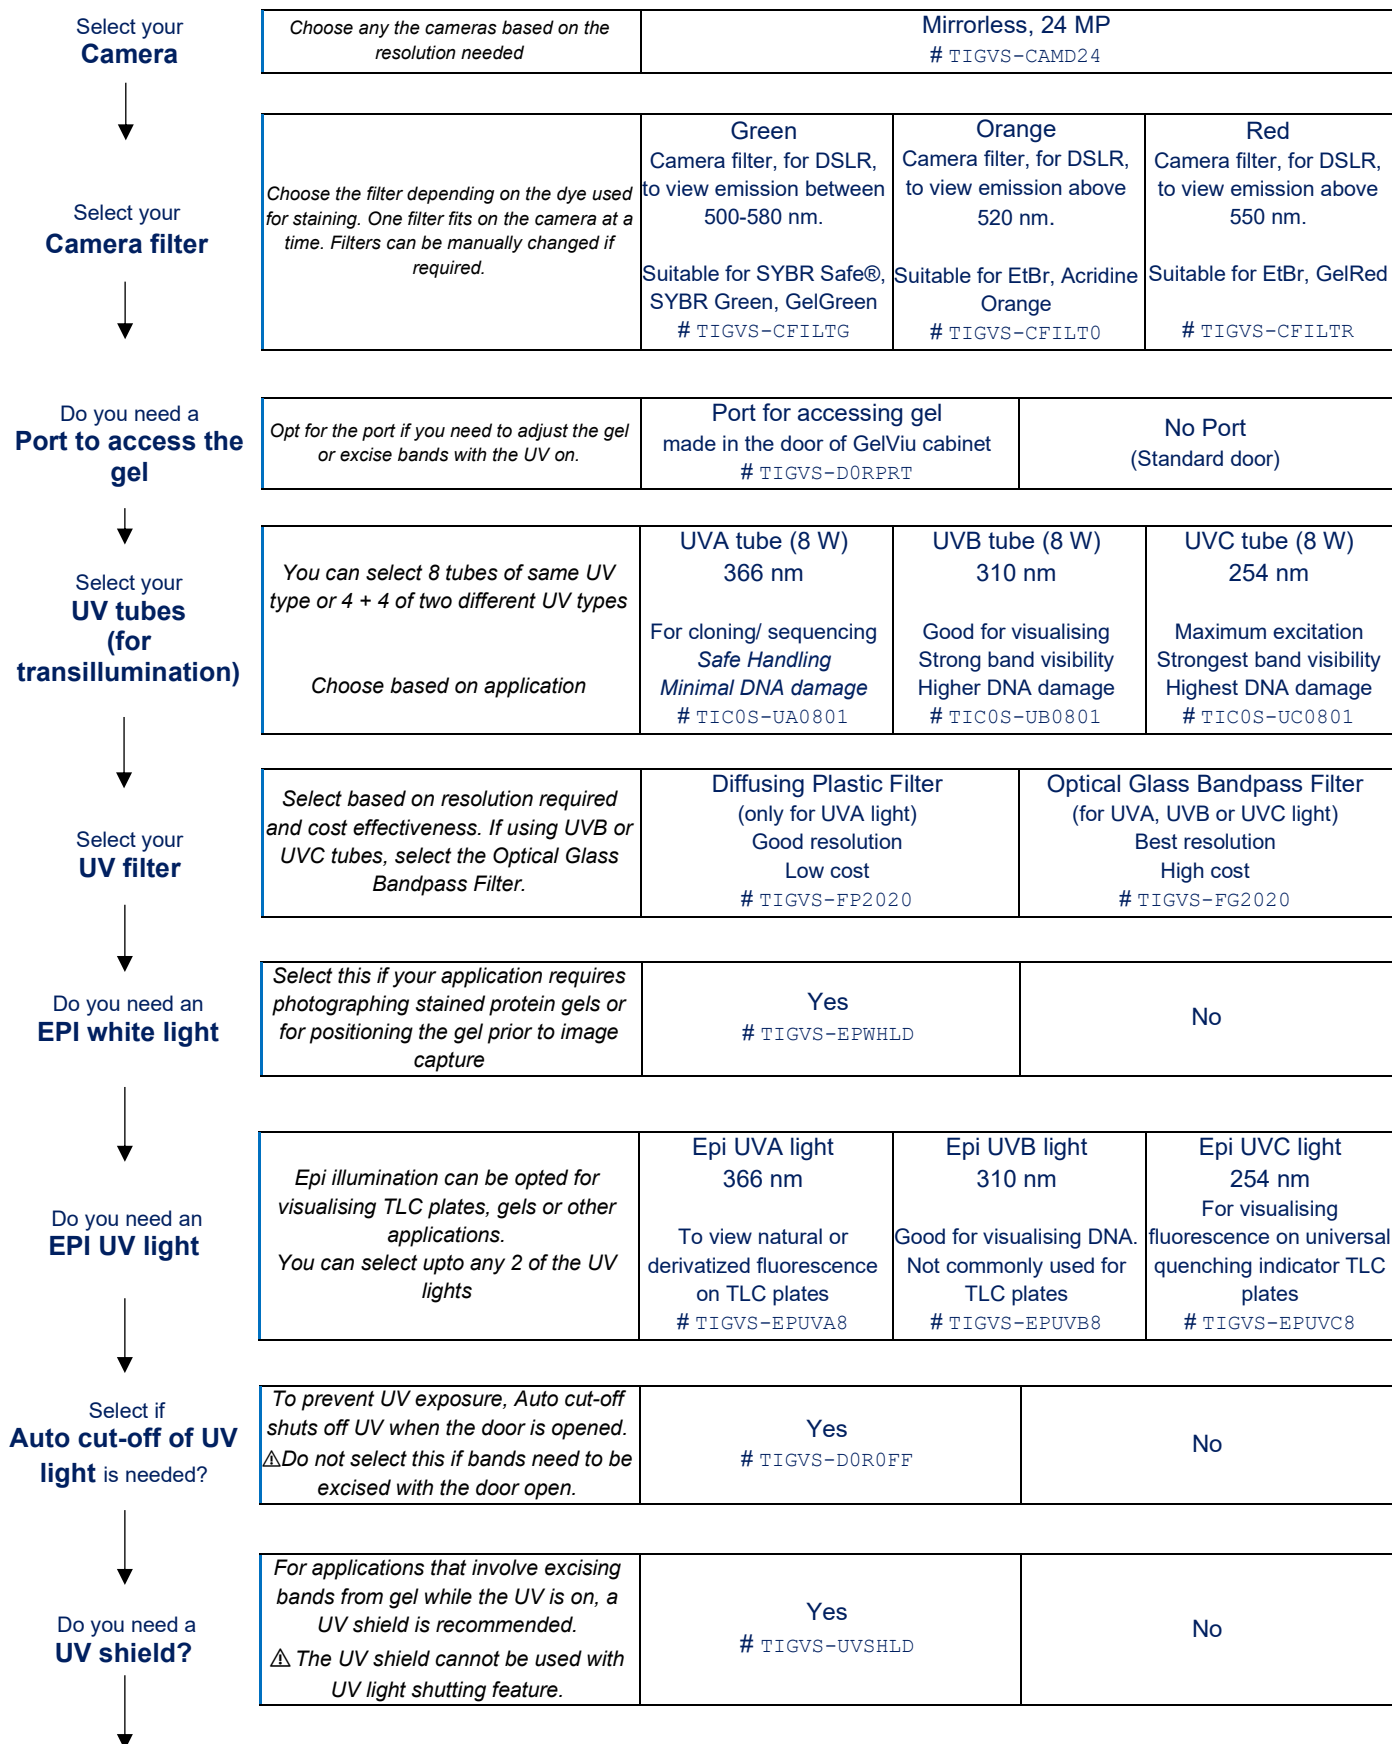 Select your
Camera
Choose any the cameras based on the
resolution needed
Mirrorless, 24 MP
# TIGVS-CAMD24
Select your
Camera filter
Choose the filter depending on the dye used
for staining. One filter fits on the camera at a
time. Filters can be manually changed if
required.
Green
Camera filter, for DSLR,
to view emission between
500-580 nm.
Suitable for SYBR Safe®,
SYBR Green, GelGreen
# TIGVS-CFILTG
Orange
Camera filter, for DSLR,
to view emission above
520 nm.
Suitable for EtBr, Acridine
Orange
# TIGVS-CFILT0
Red
Camera filter, for DSLR,
to view emission above
550 nm.
Suitable for EtBr, GelRed
# TIGVS-CFILTR
Do you need a
Port to access the
gel
Opt for the port if you need to adjust the gel
or excise bands with the UV on.
Port for accessing gel
made in the door of GelViu cabinet
# TIGVS-D0RPRT
No Port
(Standard door)
Select your
UV tubes
(for
transillumination)
You can select 8 tubes of same UV
type or 4 + 4 of two different UV types
Choose based on application
UVA tube (8 W)
366 nm
For cloning/ sequencing
Safe Handling
Minimal DNA damage
# TIC0S-UA0801
UVB tube (8 W)
310 nm
Good for visualising
Strong band visibility
Higher DNA damage
# TIC0S-UB0801
UVC tube (8 W)
254 nm
Maximum excitation
Strongest band visibility
Highest DNA damage
# TIC0S-UC0801
Select your
UV filter
Select based on resolution required
and cost effectiveness. If using UVB or
UVC tubes, select the Optical Glass
Bandpass Filter.
Diffusing Plastic Filter
(only for UVA light)
Good resolution
Low cost
# TIGVS-FP2020
Optical Glass Bandpass Filter
(for UVA, UVB or UVC light)
Best resolution
High cost
# TIGVS-FG2020
Do you need an
EPI white light
Select this if your application requires
photographing stained protein gels or
for positioning the gel prior to image
capture
Yes
# TIGVS-EPWHLD
No
Do you need an
EPI UV light
Epi illumination can be opted for
visualising TLC plates, gels or other
applications.
You can select upto any 2 of the UV
lights
Epi UVA light
366 nm
To view natural or
derivatized fluorescence
on TLC plates
# TIGVS-EPUVA8
Epi UVB light
310 nm
Good for visualising DNA.
Not commonly used for
TLC plates
# TIGVS-EPUVB8
Epi UVC light
254 nm
For visualising
fluorescence on universal
quenching indicator TLC
plates
# TIGVS-EPUVC8
Select if
Auto cut-off of UV
light is needed?
To prevent UV exposure, Auto cut-off
shuts off UV when the door is opened.
⚠Do not select this if bands need to be
excised with the door open.
Yes
# TIGVS-D0R0FF
No
Do you need a
UV shield?
For applications that involve excising
bands from gel while the UV is on, a
UV shield is recommended.
⚠ The UV shield cannot be used with
UV light shutting feature.
Yes
# TIGVS-UVSHLD
No